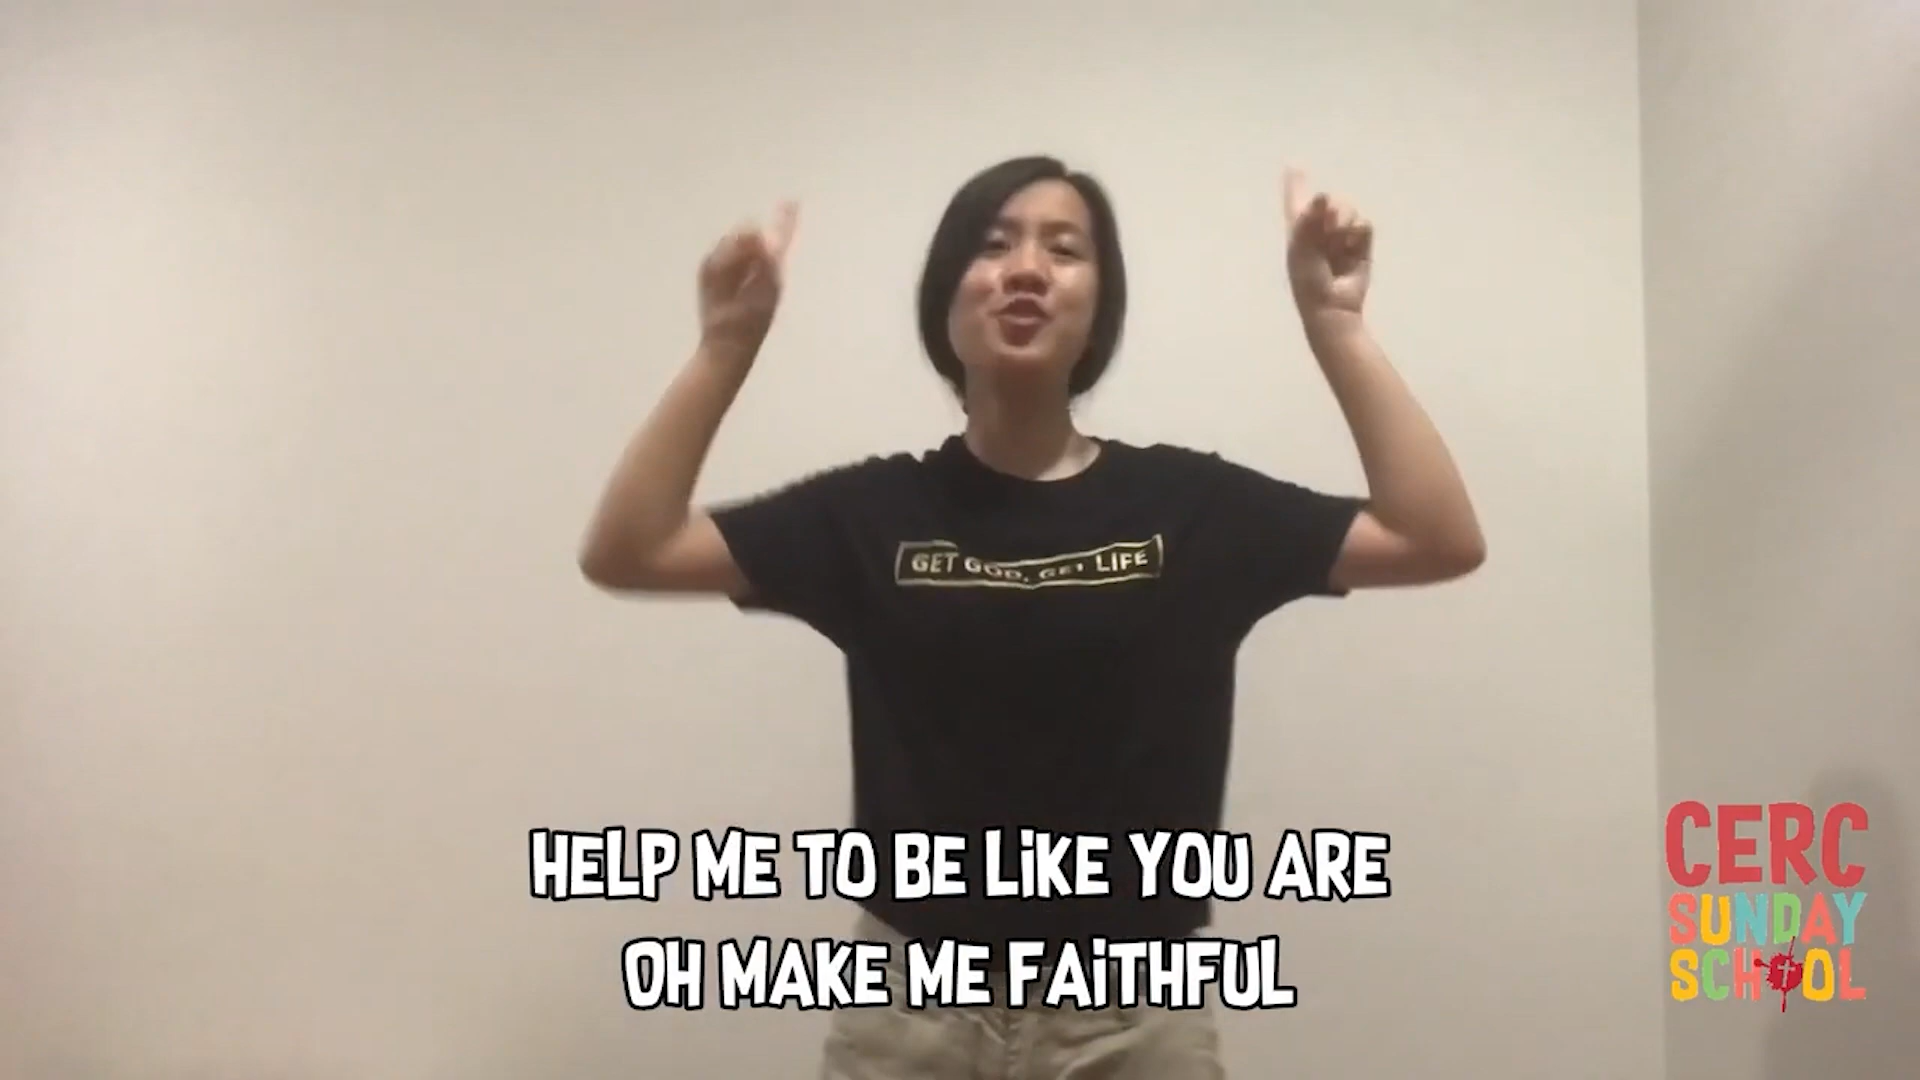 GET GOD, GET LIFE
HELP ME TO BE LiKE YOU ARE
OH MAKE ME FAiTHFUL
CERC
SUNDAY
SCHOOL